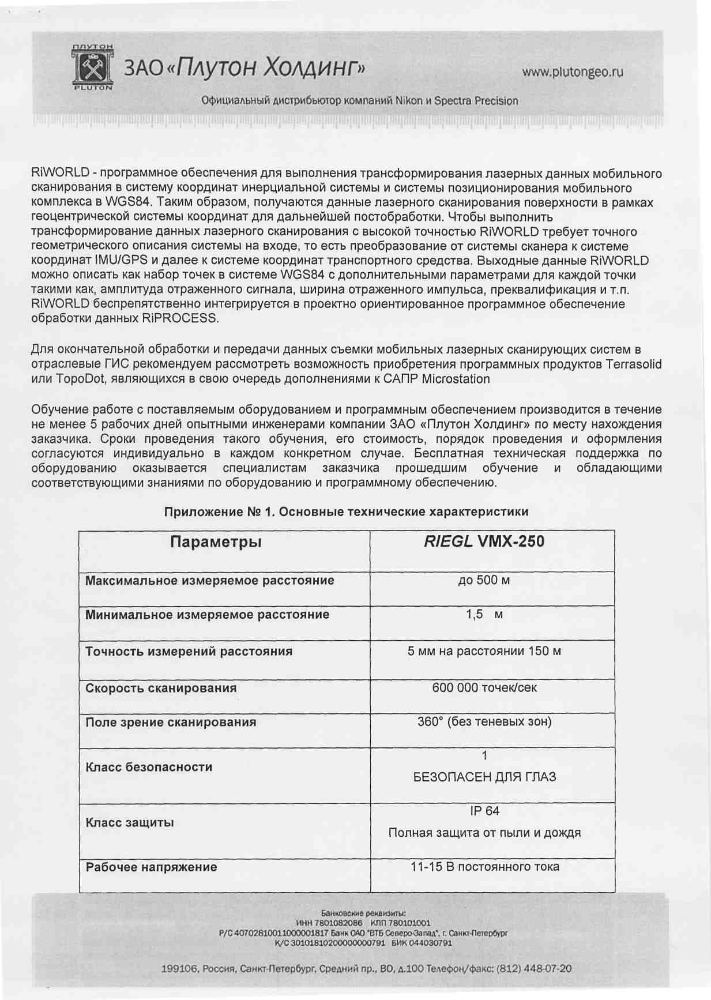 ПЛУТОН
PLUTON
ЗАО «Плутон Холдинг»
www.plutongeo.ru
Официальный дистрибьютор компаний Nikon и Spectra Precision
RiWORLD - программное обеспечения для выполнения трансформирования лазерных данных мобильного
сканирования в систему координат инерциальной системы и системы позиционирования мобильного
комплекса в WGS84. Таким образом, получаются данные лазерного сканирования поверхности в рамках
геоцентрической системы координат для дальнейшей постобработки. Чтобы выполнить
трансформирование данных лазерного сканирования с высокой точностью RiWORLD требует точного
геометрического описания системы на входе, то есть преобразование от системы сканера к системе
координат IMU/GPS и далее к системе координат транспортного средства. Выходные данные RiWORLD
можно описать как набор точек в системе WGS84 с дополнительными параметрами для каждой точки
такими как, амплитуда отраженного сигнала, ширина отраженного импульса, преквалификация и т.п.
RiWORLD беспрепятственно интегрируется в проектно ориентированное программное обеспечение
обработки данных RiPROCESS.
Для окончательной обработки и передачи данных съемки мобильных лазерных сканирующих систем в
отраслевые ГИС рекомендуем рассмотреть возможность приобретения программных продуктов Terrasolid
или TopoDot, являющихся в свою очередь дополнениями к САПР Microstation
Обучение работе с поставляемым оборудованием и программным обеспечением производится в течение
не менее 5 рабочих дней опытными инженерами компании ЗАО «Плутон Холдинг» по месту нахождения
заказчика. Сроки проведения такого обучения, его стоимость, порядок проведения и оформления
согласуются индивидуально в каждом конкретном случае. Бесплатная техническая поддержка по
оборудованию оказывается специалистам заказчика прошедшим обучение и обладающими
соответствующими знаниями по оборудованию и программному обеспечению.
Приложение № 1. Основные технические характеристики
Параметры RIEGL VMX-250
Максимальное измеряемое расстояние до 500 м
Минимальное измеряемое расстояние 1,5 м
Точность измерений расстояния 5 мм на расстоянии 150 м
Скорость сканирования 600 000 точек/сек
Поле зрение сканирования 360° (без теневых зон)
Класс безопасности 1
БЕЗОПАСЕН ДЛЯ ГЛАЗ
Класс защиты IP 64
Полная защита от пыли и дождя
Рабочее напряжение 11-15 В постоянного тока
Банковские реквизиты:
ИНН 7801082086 КПП 780101001
Р/С 40702810011000001817 Банк ОАО "ВТБ Северо-Запад", г. Санкт-Петербург
К/С 30101810200000000791 БИК 044030791
199106, Россия, Санкт-Петербург, Средний пр., ВО, д.100 Телефон/факс: (812) 448-07-20